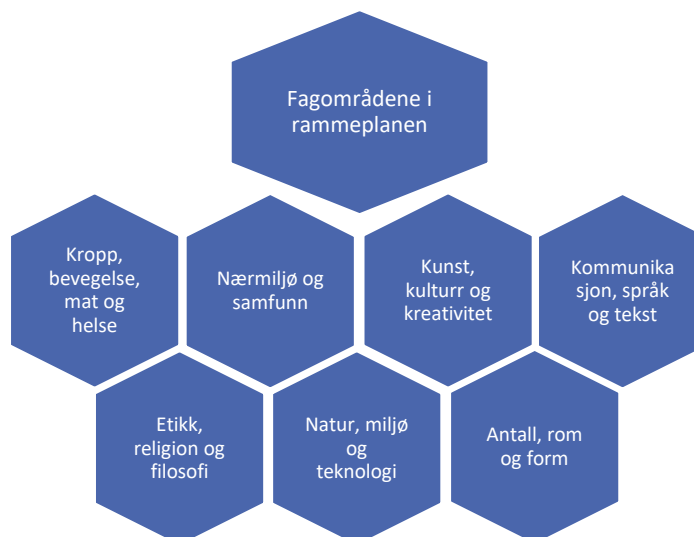 Fagområdene i
rammeplanen
Kropp,
bevegelse,
mat og
helse
Nærmiljø og
samfunn
Kunst,
kulturr og
kreativitet
Kommunika
sjon, språk
og tekst
Etikk,
religion og
filosofi
Natur, miljø
og
teknologi
Antall, rom
og form